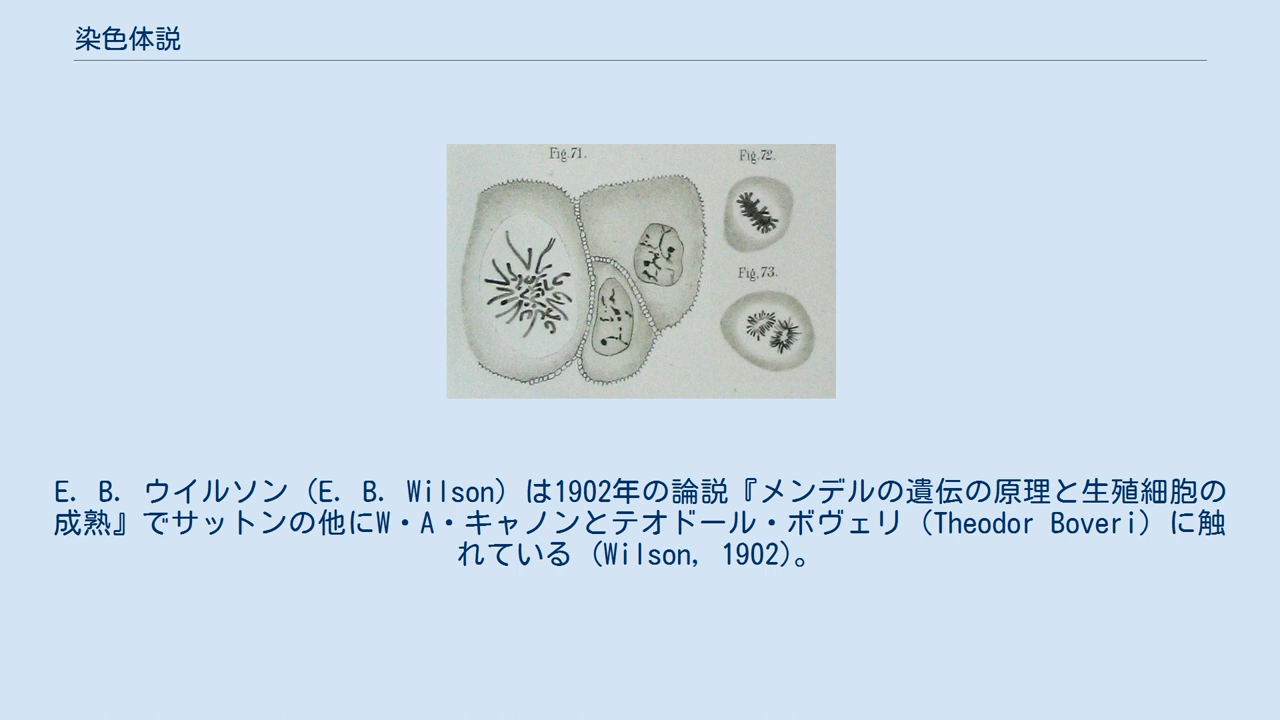 染色体説
Fig.71.
Fig.72.
Fig.73.
E. B. ウイルソン（E. B. Wilson）は1902年の論説『メンデルの遺伝の原理と生殖細胞の
成熟』でサットンの他にW・A・キャノンとテオドール・ボヴェリ（Theodor Boveri）に触
れている（Wilson, 1902）。